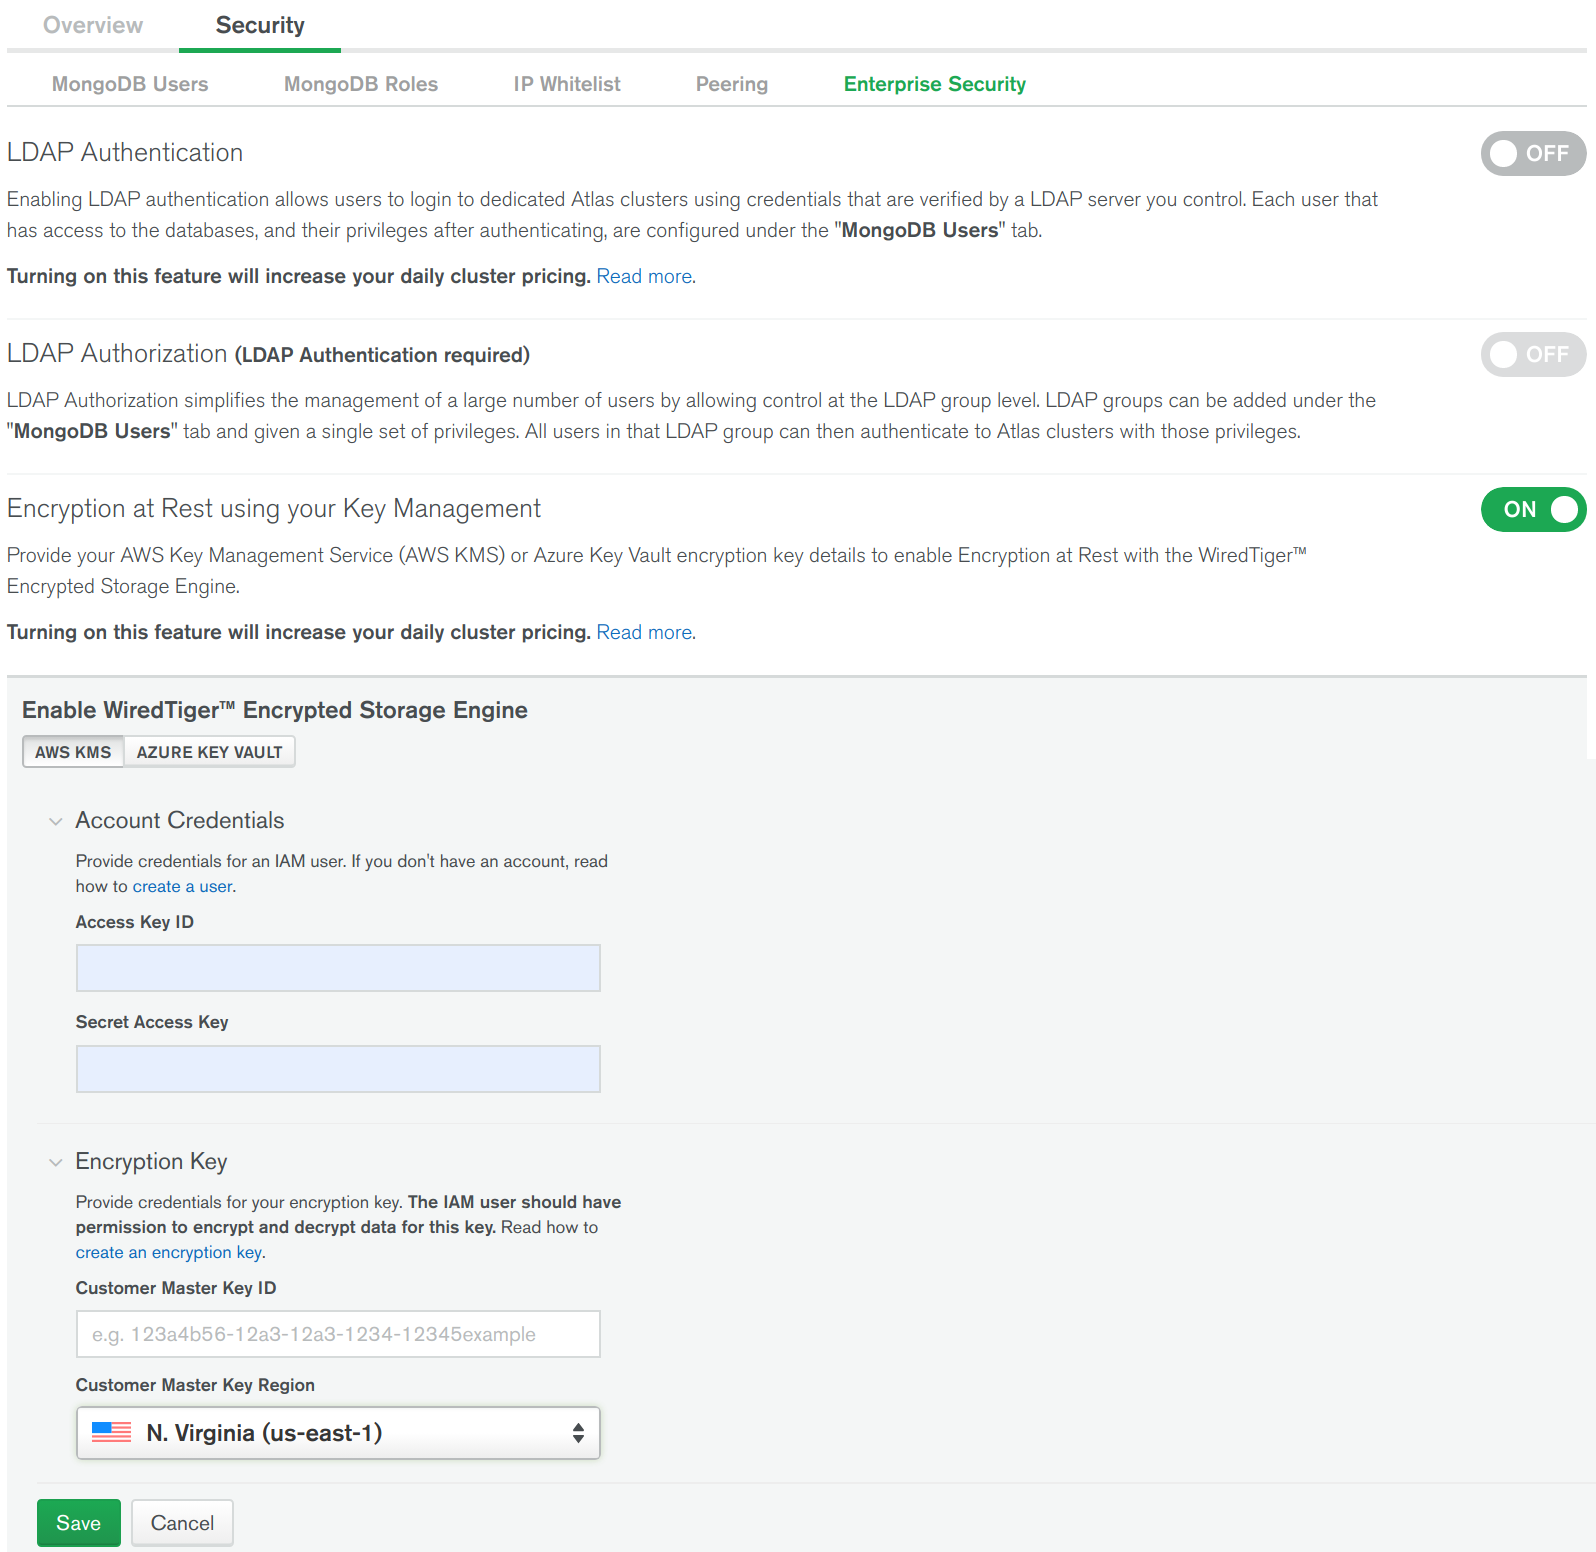 Overview Security
MongoDB Users MongoDB Roles IP Whitelist Peering Enterprise Security
LDAP Authentication OFF
Enabling LDAP authentication allows users to login to dedicated Atlas clusters using credentials that are verified by a LDAP server you control. Each user that
has access to the databases, and their privileges after authenticating, are configured under the "MongoDB Users" tab.
Turning on this feature will increase your daily cluster pricing. Read more.
LDAP Authorization (LDAP Authentication required) OFF
LDAP Authorization simplifies the management of a large number of users by allowing control at the LDAP group level. LDAP groups can be added under the
"MongoDB Users" tab and given a single set of privileges. All users in that LDAP group can then authenticate to Atlas clusters with those privileges.
Encryption at Rest using your Key Management ON
Provide your AWS Key Management Service (AWS KMS) or Azure Key Vault encryption key details to enable Encryption at Rest with the WiredTiger™
Encrypted Storage Engine.
Turning on this feature will increase your daily cluster pricing. Read more.
Enable WiredTiger™ Encrypted Storage Engine
AWS KMS AZURE KEY VAULT
Account Credentials
Provide credentials for an IAM user. If you don't have an account, read
how to create a user.
Access Key ID
Secret Access Key
Encryption Key
Provide credentials for your encryption key. The IAM user should have
permission to encrypt and decrypt data for this key. Read how to
create an encryption key.
Customer Master Key ID
e.g. 123a4b56-12a3-12a3-1234-12345example
Customer Master Key Region
N. Virginia (us-east-1)
Save Cancel